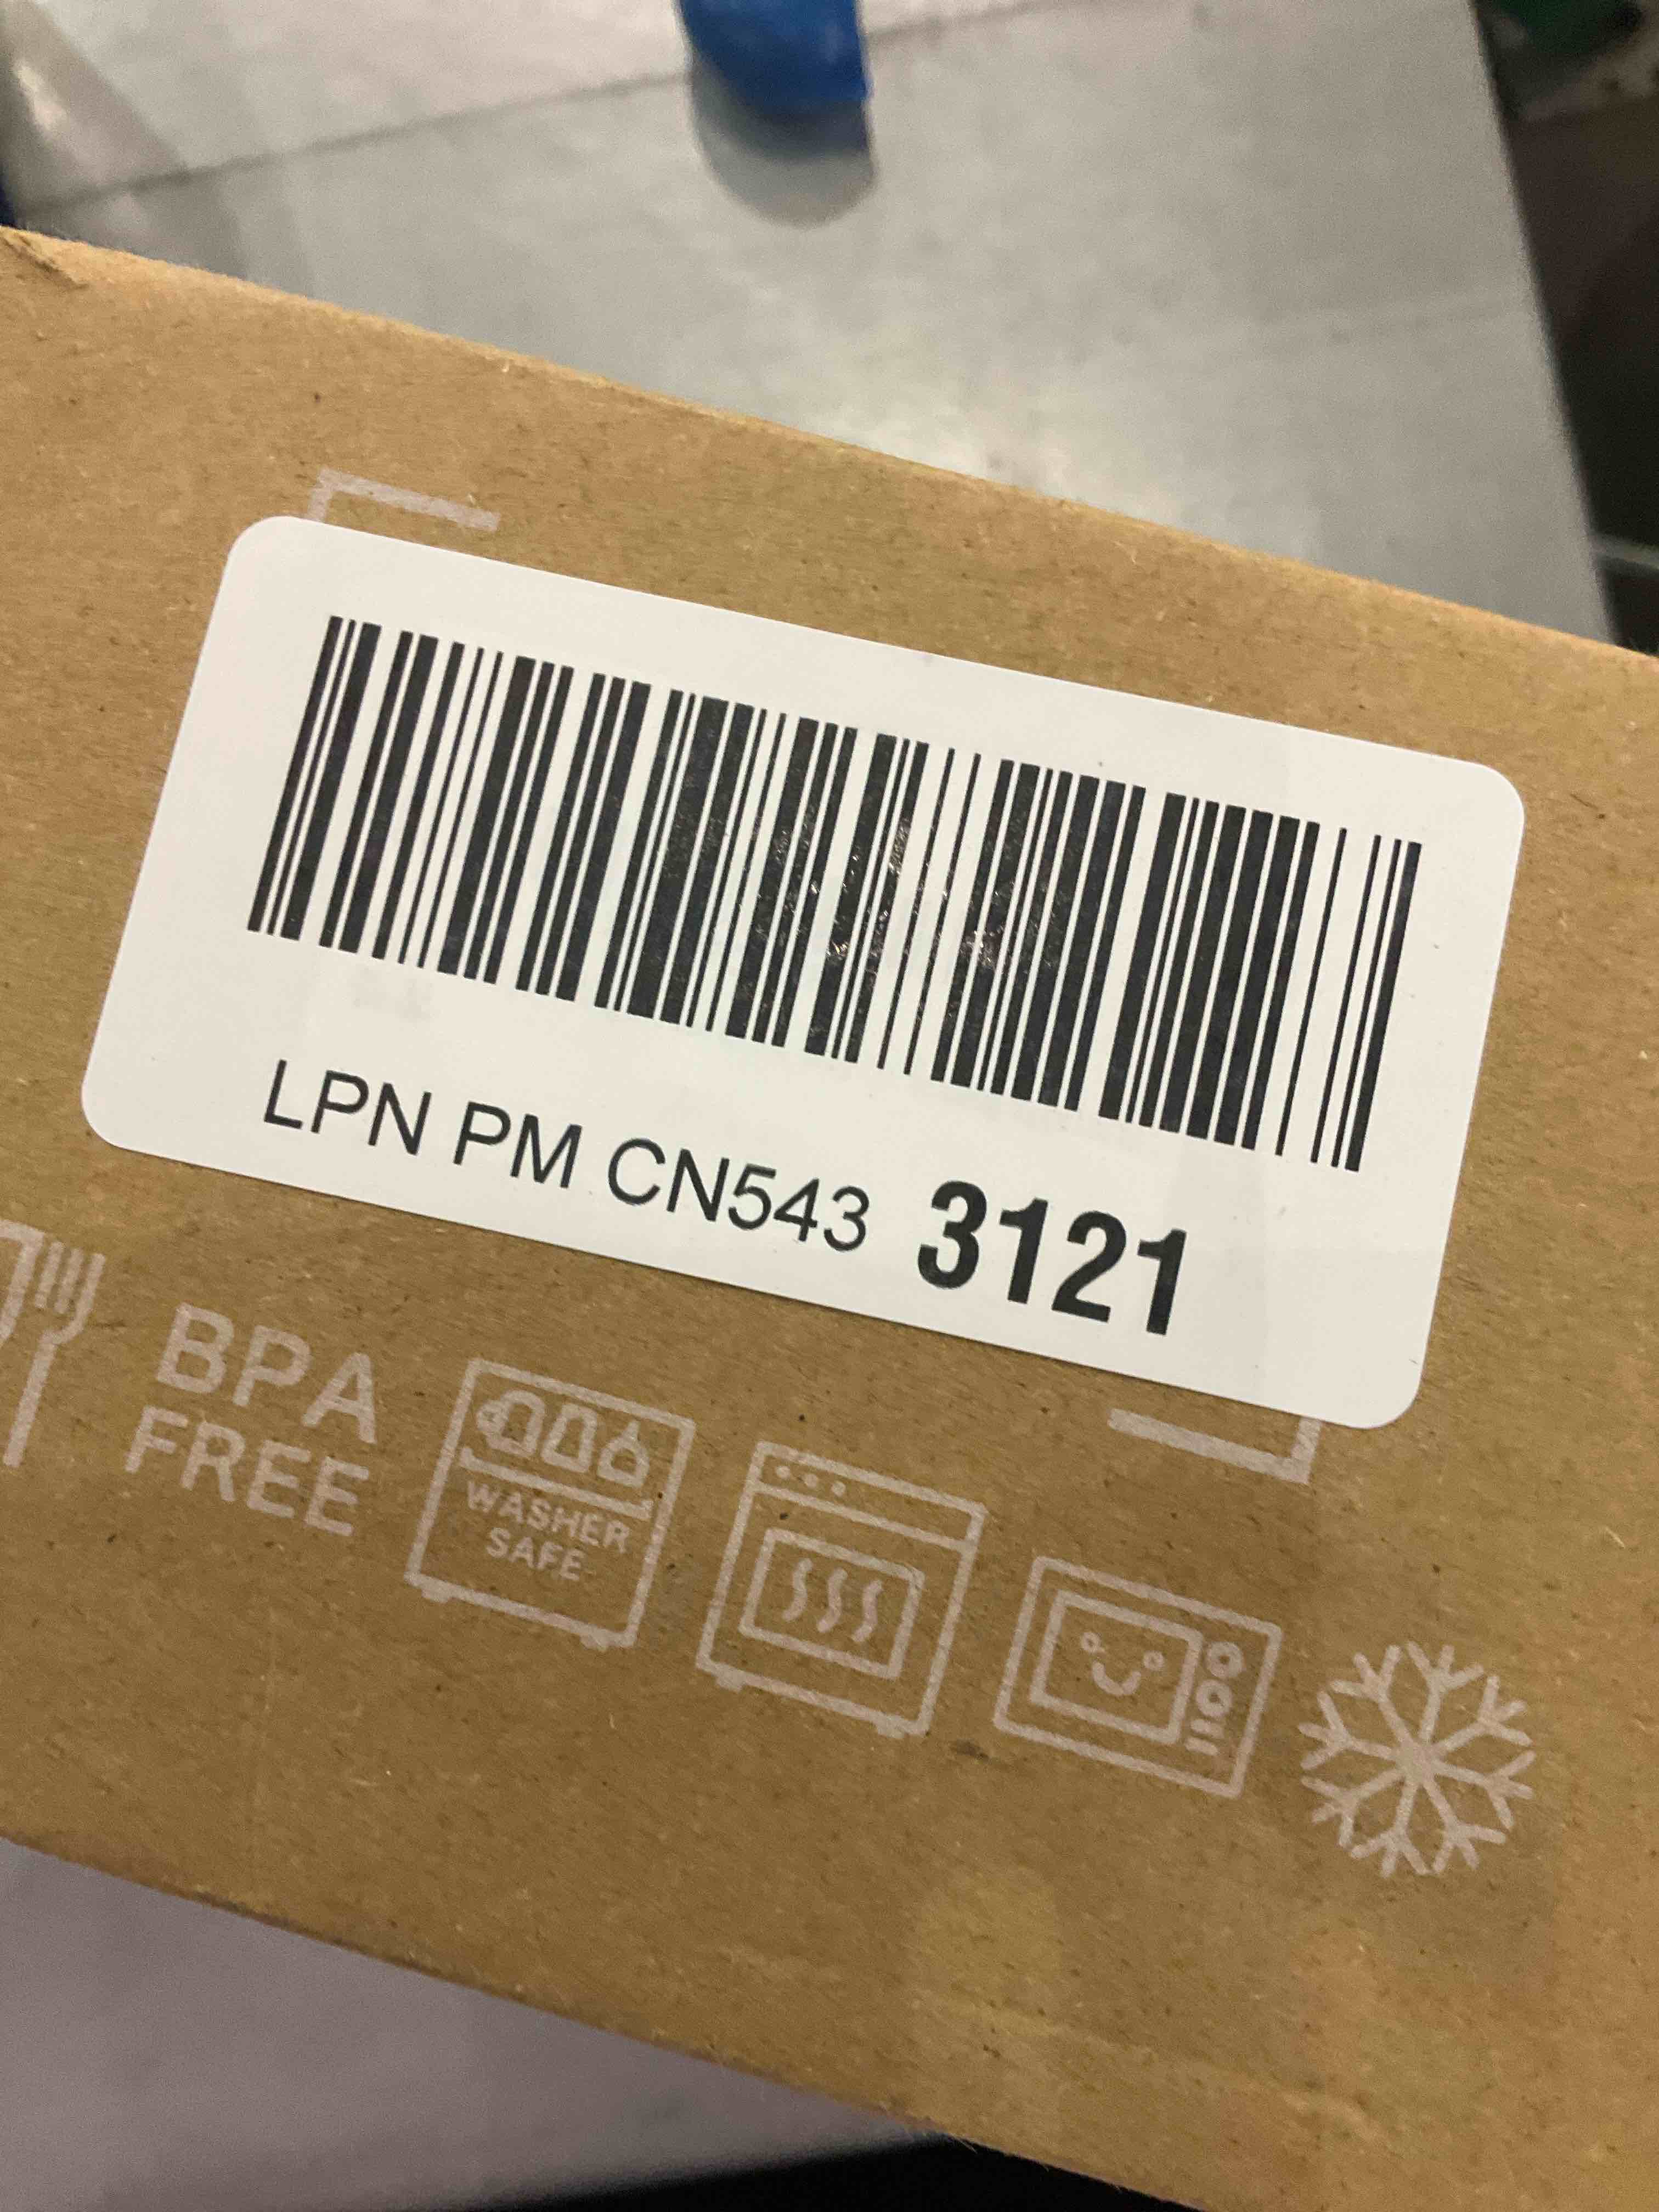 LPN PM CN543 3121
BPA
FREE
WASHER
SAFE